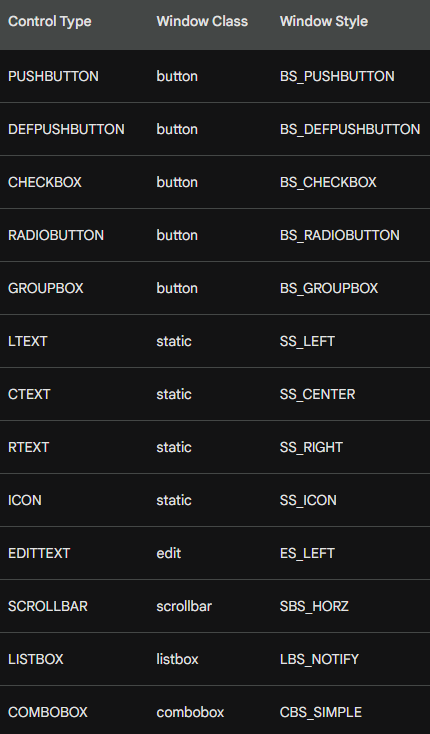 Control Type Window Class Window Style
PUSHBUTTON button BS_PUSHBUTTON
DEFPUSHBUTTON button BS_DEFPUSHBUTTON
CHECKBOX button BS_CHECKBOX
RADIOBUTTON button BS_RADIOBUTTON
GROUPBOX button BS_GROUPBOX
LTEXT static SS_LEFT
CTEXT static SS_CENTER
RTEXT static SS_RIGHT
ICON static SS_ICON
EDITTEXT edit ES_LEFT
SCROLLBAR scrollbar SBS_HORZ
LISTBOX listbox LBS_NOTIFY
COMBOBOX combobox CBS_SIMPLE